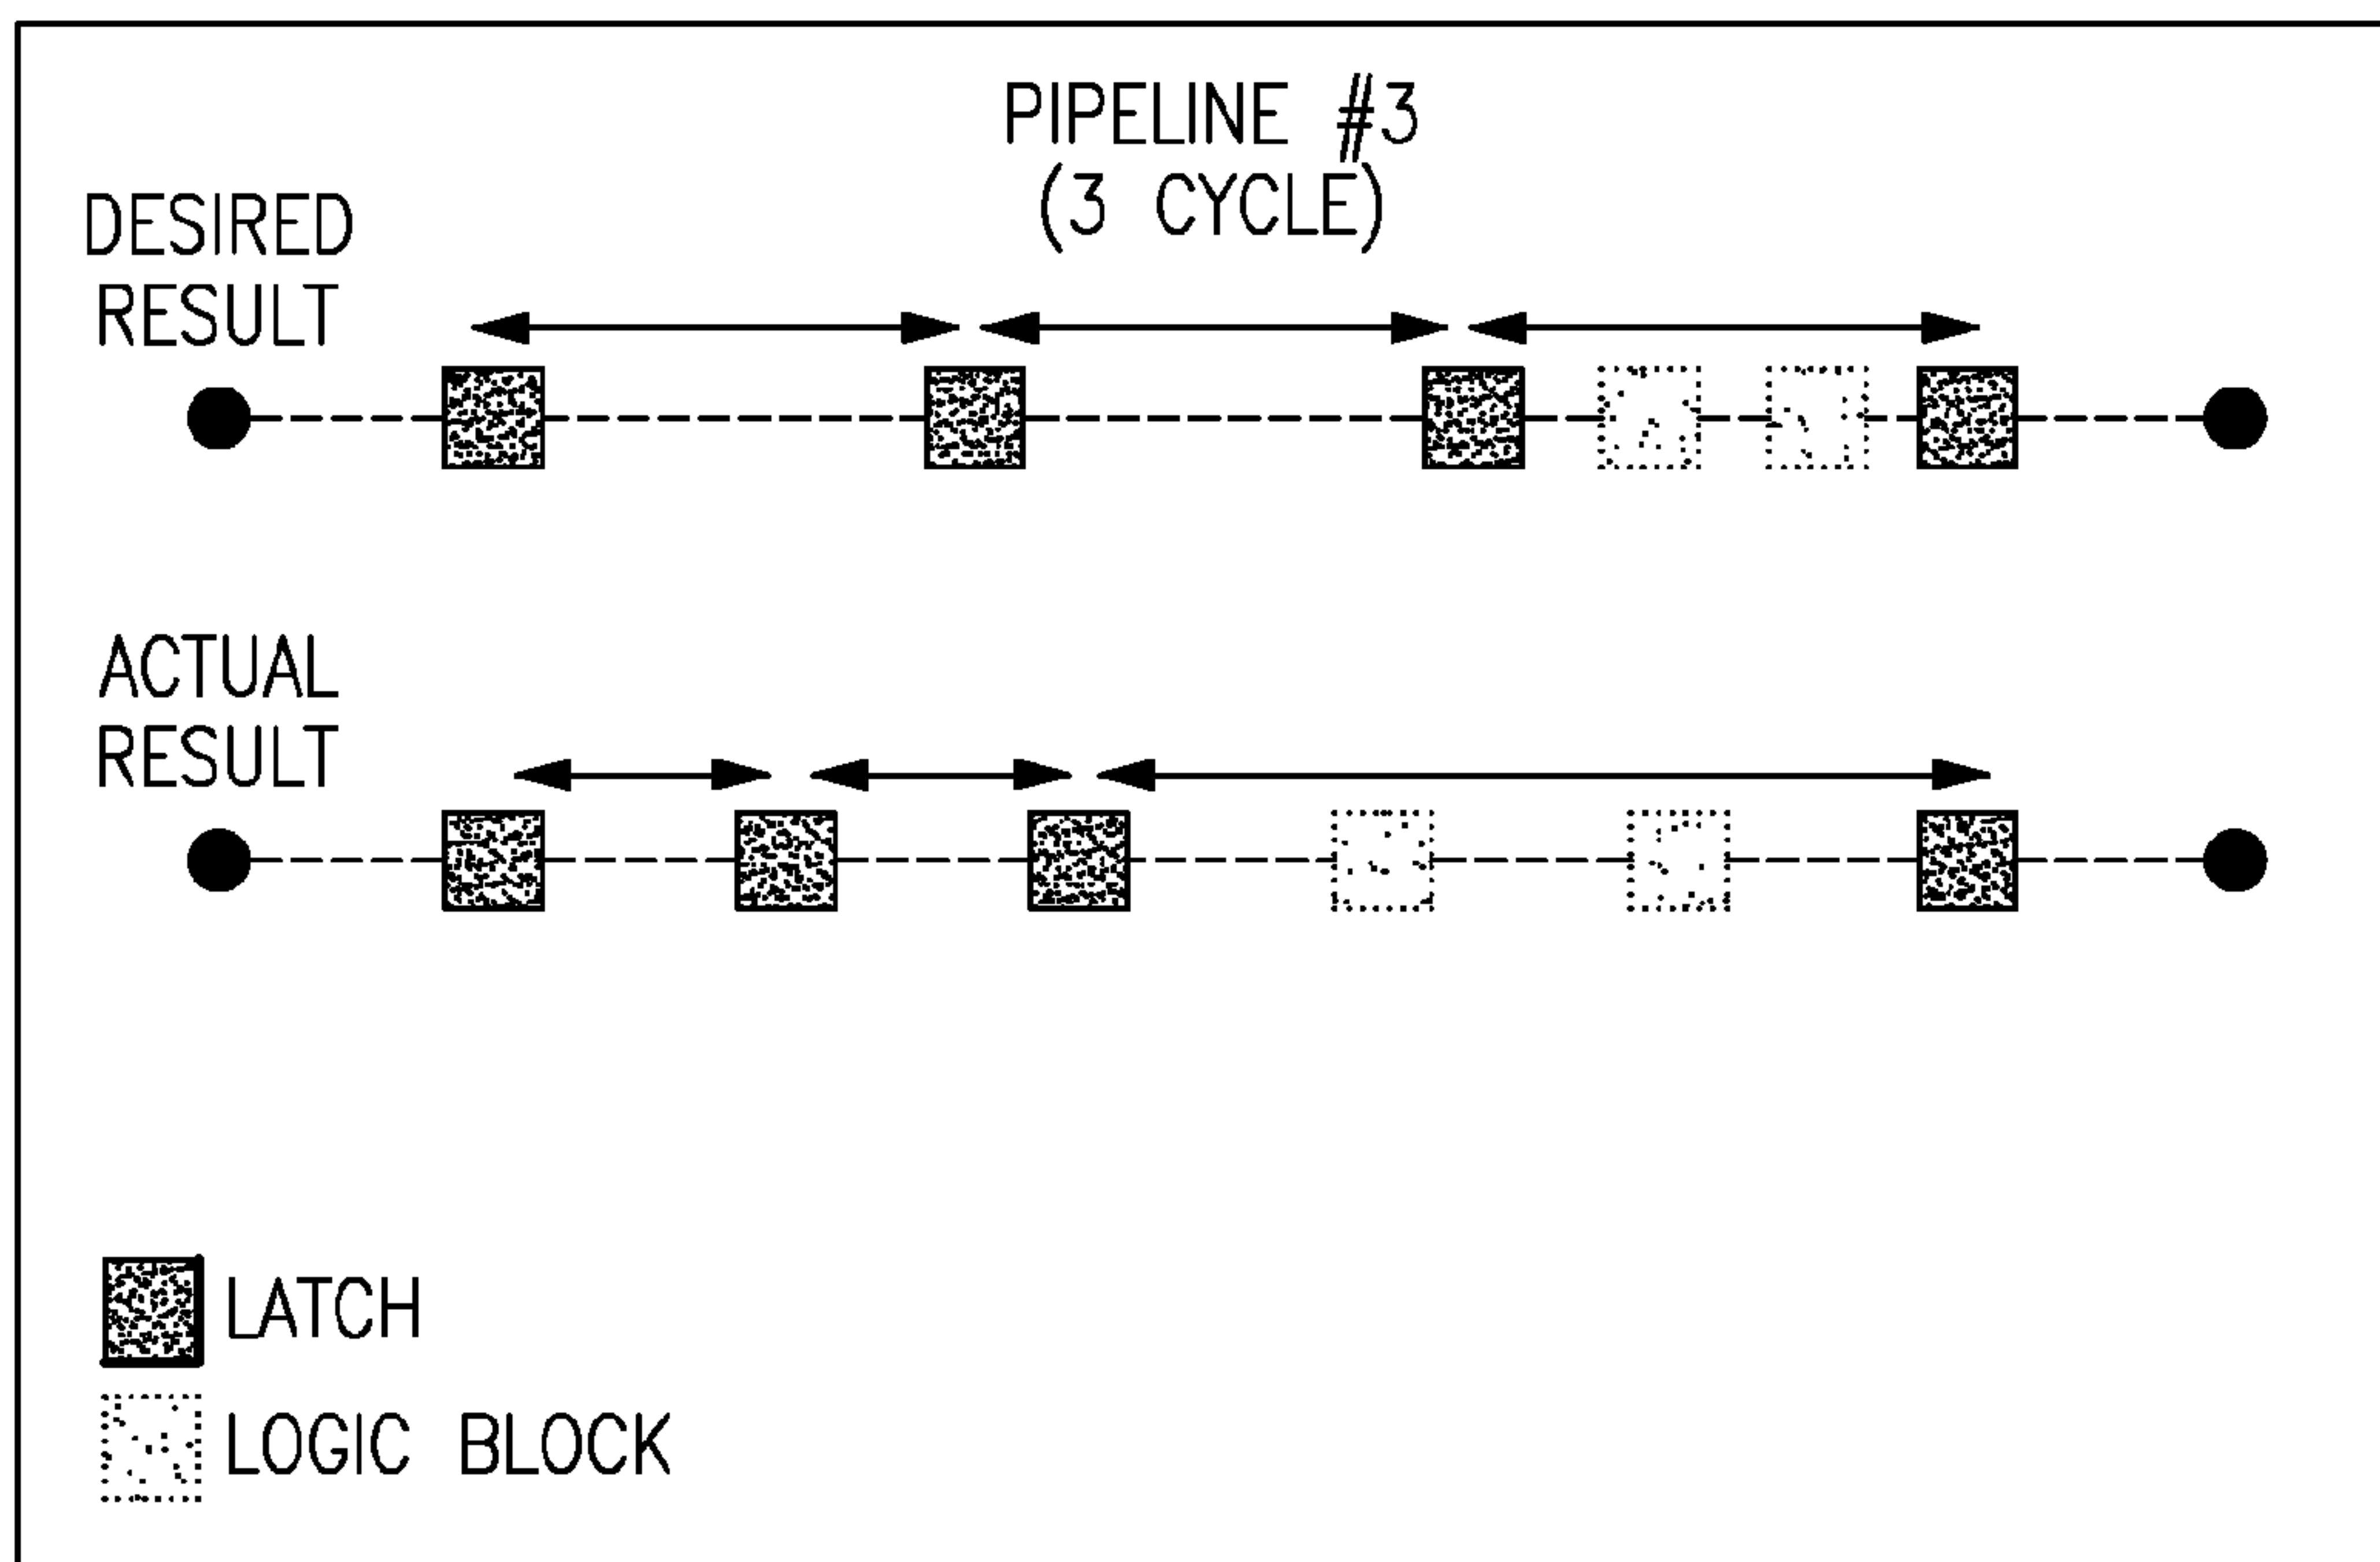 PIPELINE #3
(3 CYCLE)
DESIRED
RESULT
ACTUAL
RESULT
LATCH
LOGIC BLOCK